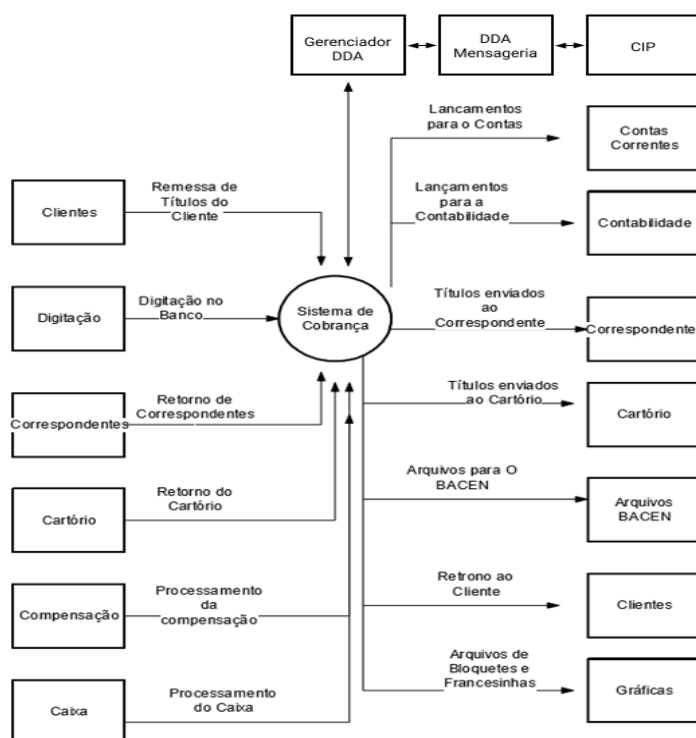 Gerenciador
DDA
DDA
Mensageria
CIP
Lancamentos
para o Contas
Contas
Correntes
Clientes
Remessa de
Títulos do
Cliente
Lançamentos
para a
Contabilidade
Contabilidade
Digitação
Digitação no
Banco
Sistema de
Cobrança
Títulos enviados
ao
Correspondente
Correspondente
Correspondentes
Retorno de
Correspondentes
Títulos enviados
ao Cartório
Cartório
Cartório
Retorno do
Cartório
Arquivos para O
BACEN
Arquivos
BACEN
Compensação
Processamento
da
compensação
Retrono ao
Cliente
Clientes
Caixa
Processamento
do Caixa
Arquivos de
Bloquetes e
Francesinhas
Gráficas